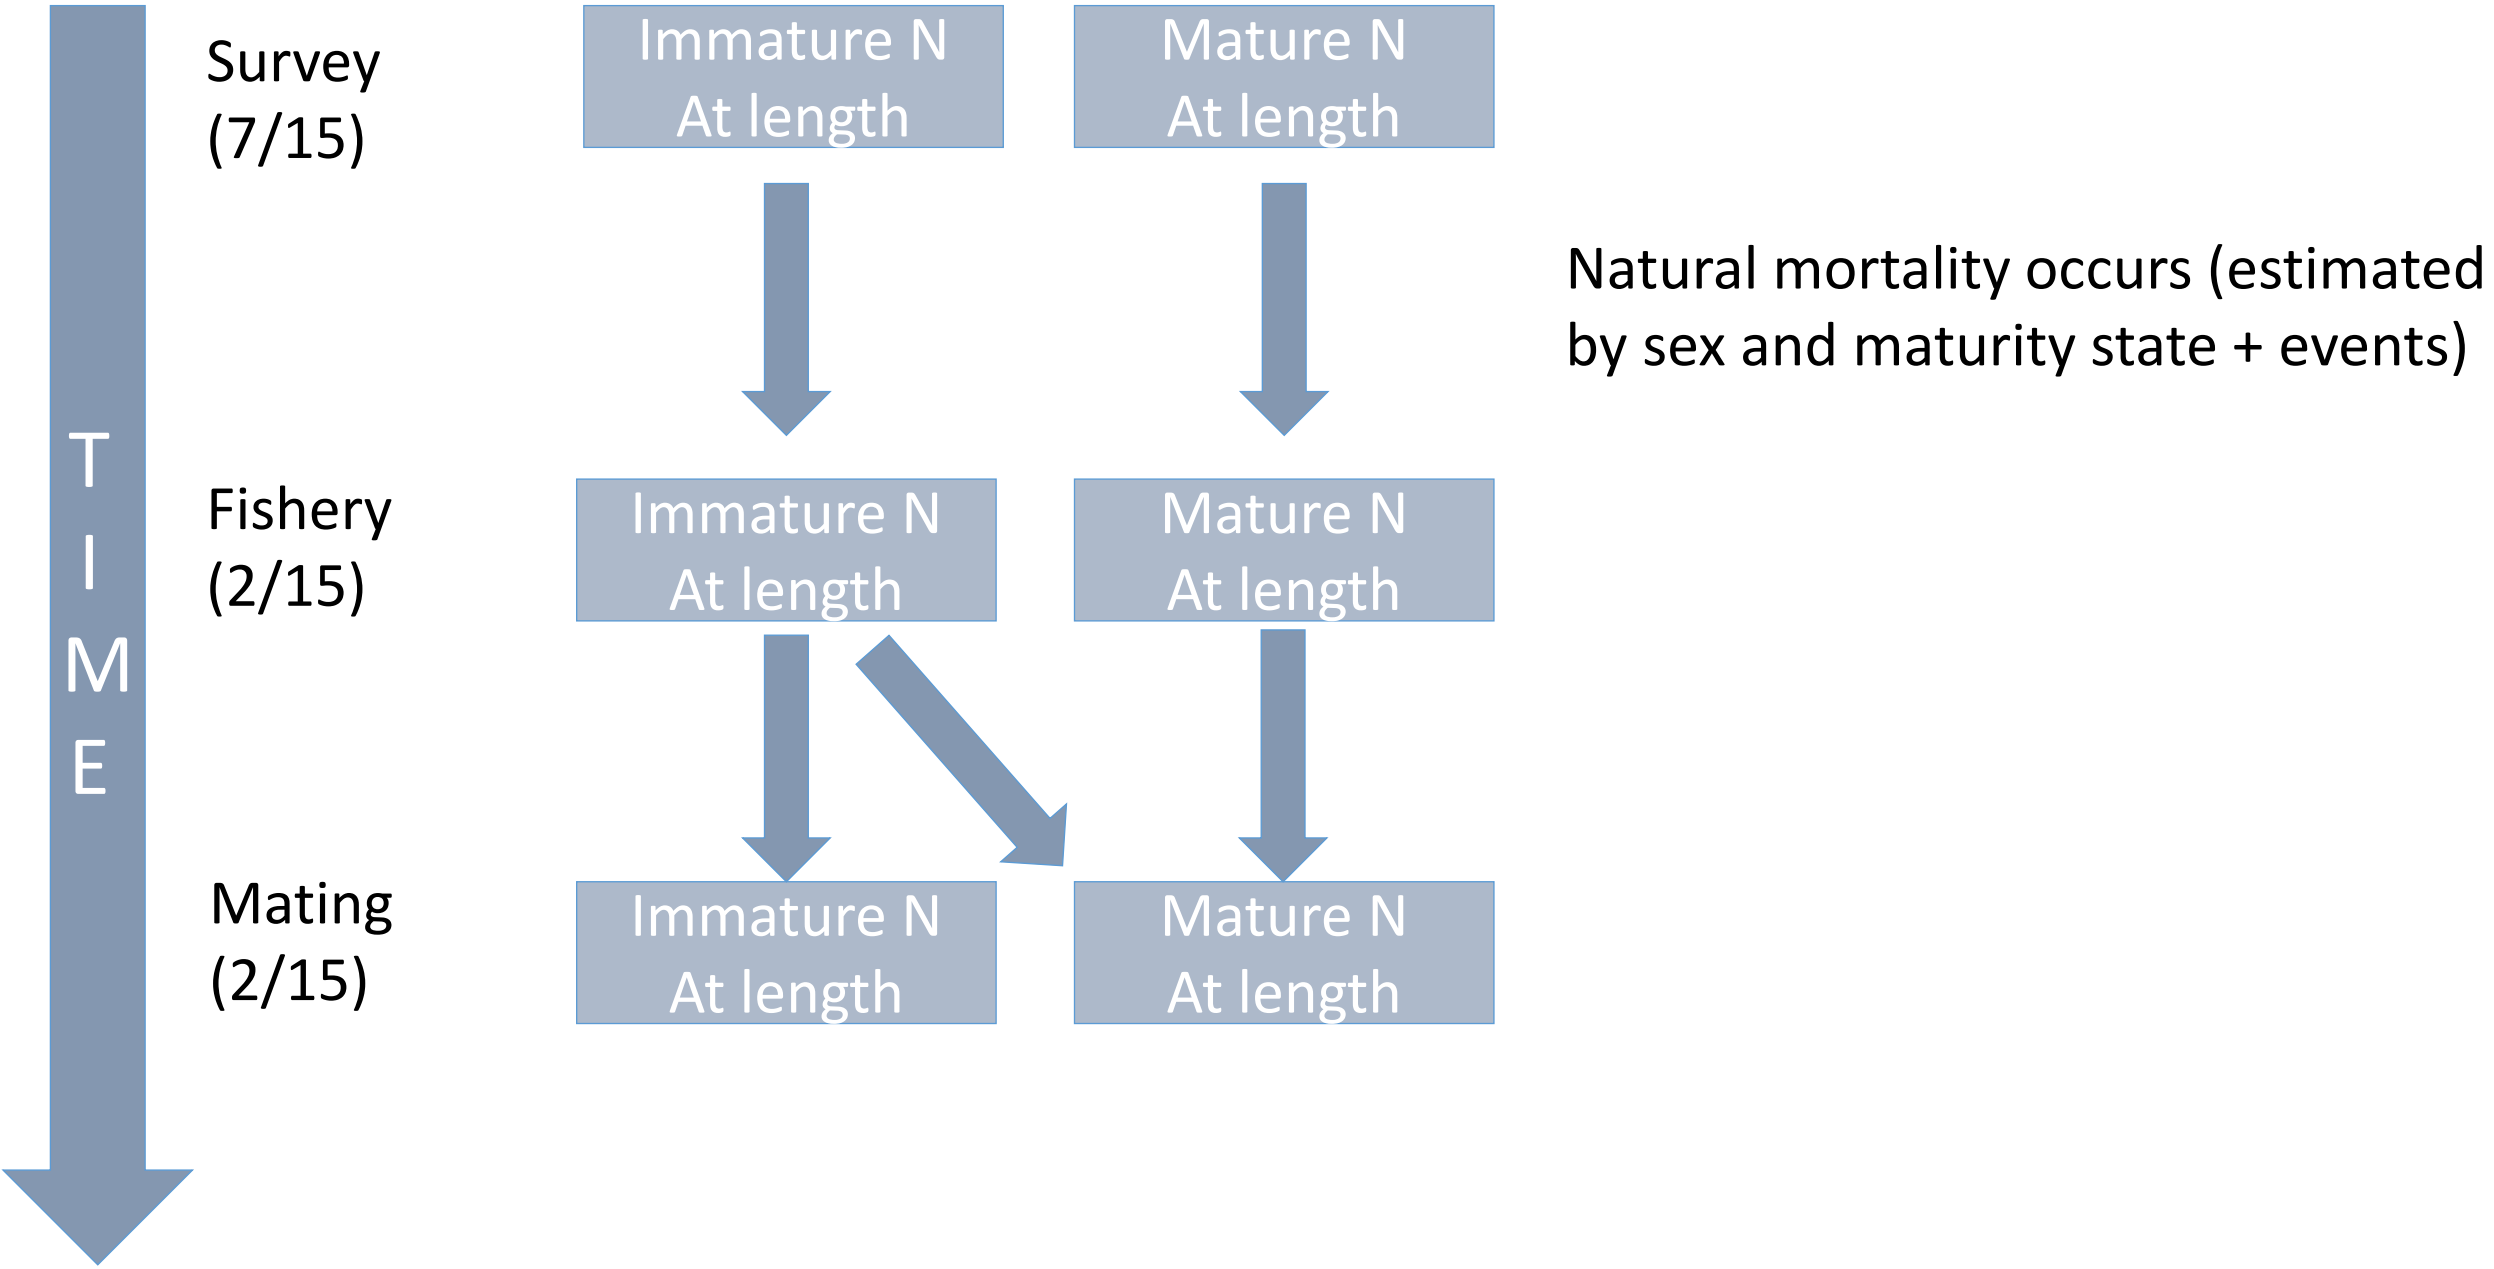 Survey
(7/15)
Immature N
At length
Mature N
At length
Natural mortality occurs (estimated
by sex and maturity state + events)
T
I
M
E
Fishery
(2/15)
Immature N
At length
Mature N
At length
Mating
(2/15)
Immature N
At length
Mature N
At length